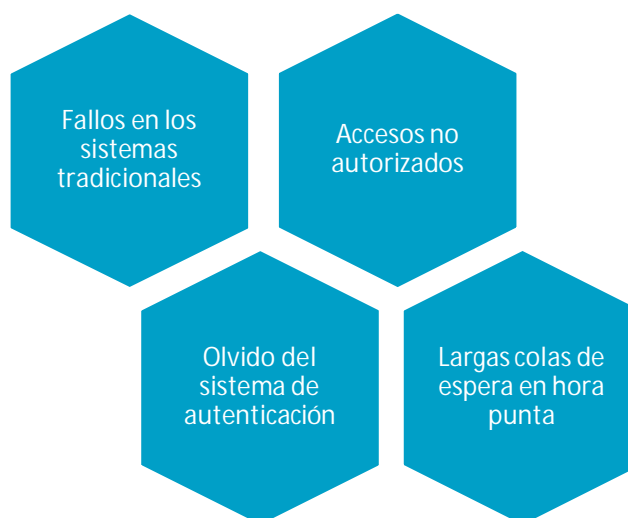 Fallos en los
sistemas
tradicionales
Accesos no
autorizados
Olvido del
sistema de
autenticación
Largas colas de
espera en hora
punta